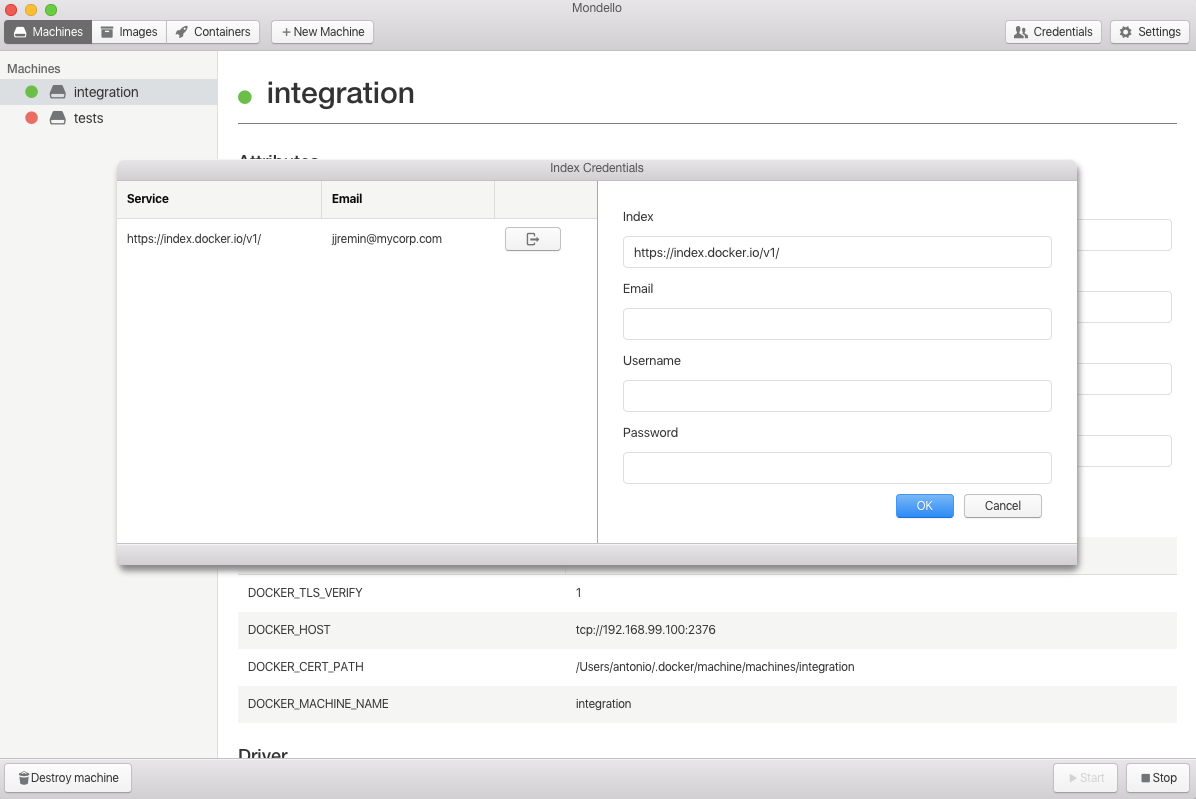 Mondello
Machines Images Containers + New Machine Credentials Settings
Machines
integration
tests
integration
Attributes
Index Credentials
Service Email
https://index.docker.io/v1/ jjremin@mycorp.com
Index
https://index.docker.io/v1/
Email
Username
Password
OK Cancel
DOCKER_TLS_VERIFY 1
DOCKER_HOST tcp://192.168.99.100:2376
DOCKER_CERT_PATH /Users/antonio/.docker/machine/machines/integration
DOCKER_MACHINE_NAME integration
Driver
Destroy machine Start Stop